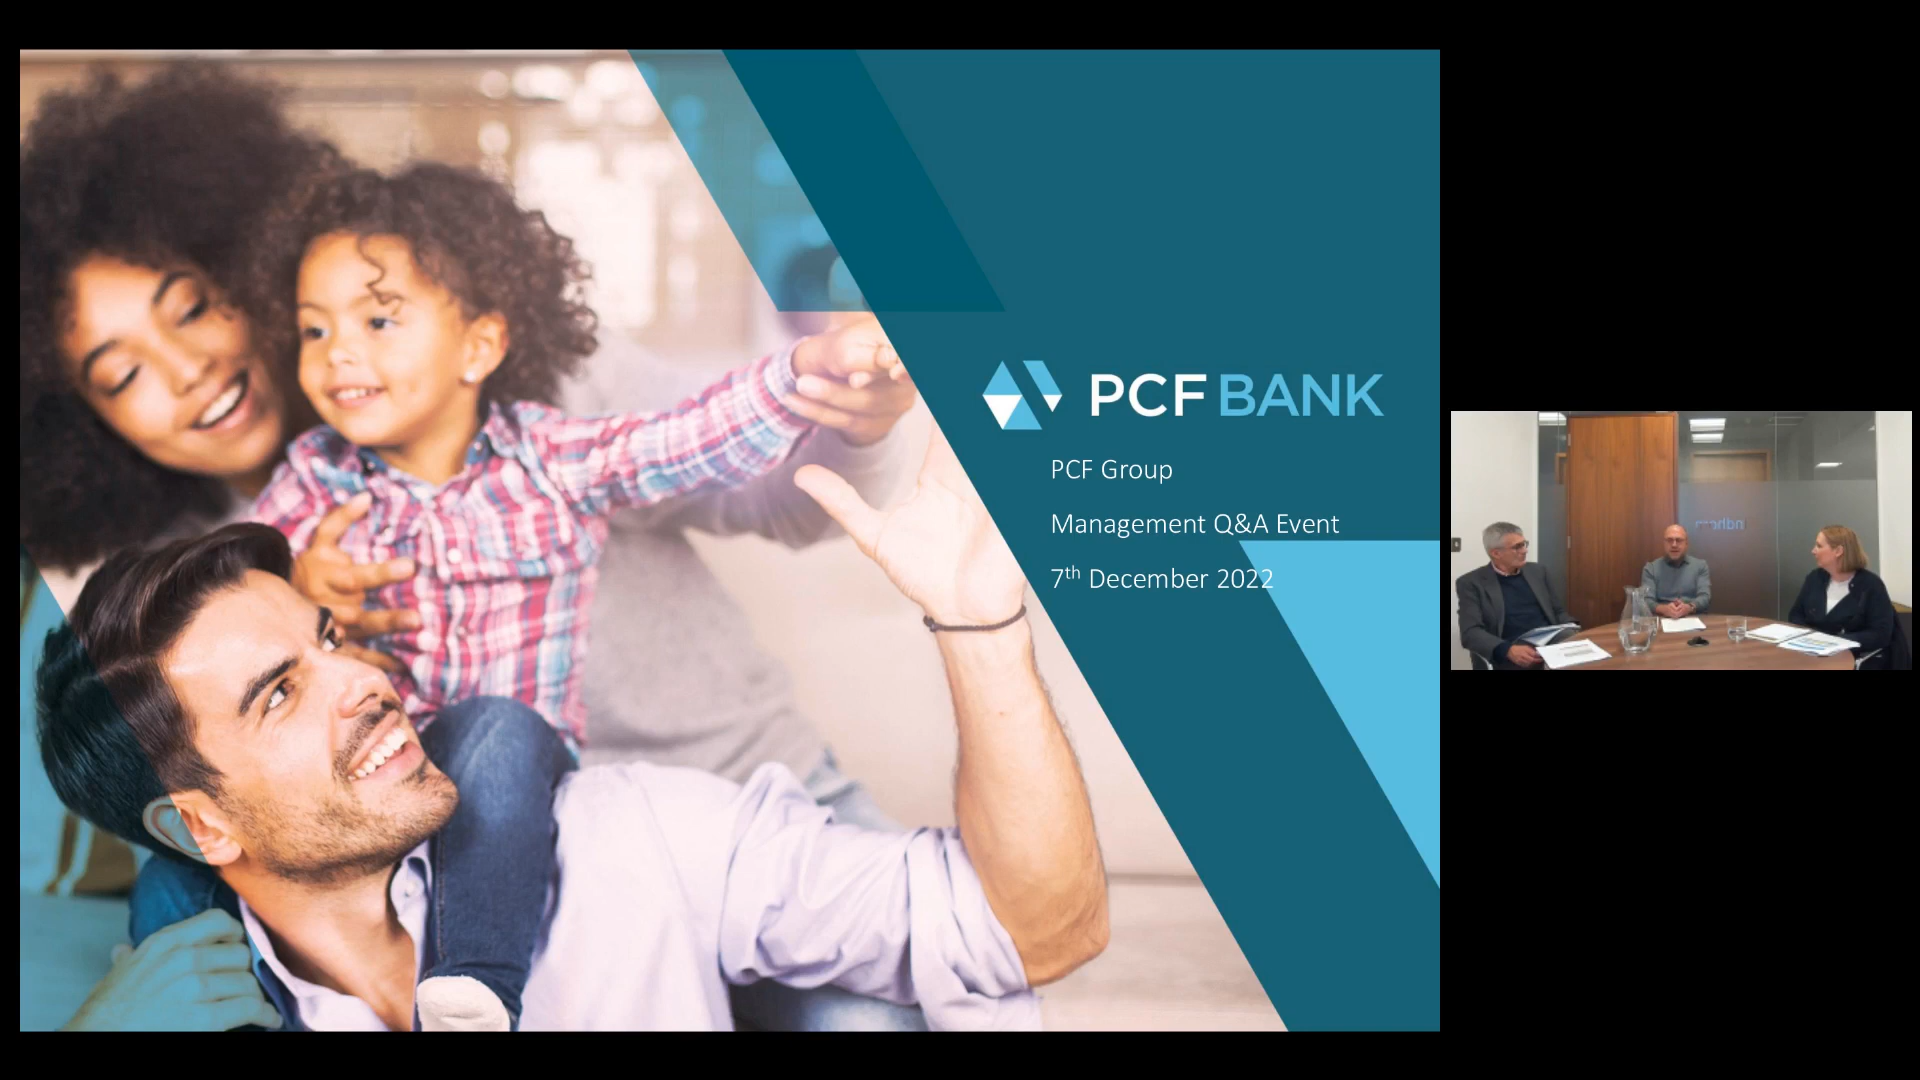 PCF BANK
PCF Group
Management Q&A Event
7th December 2022